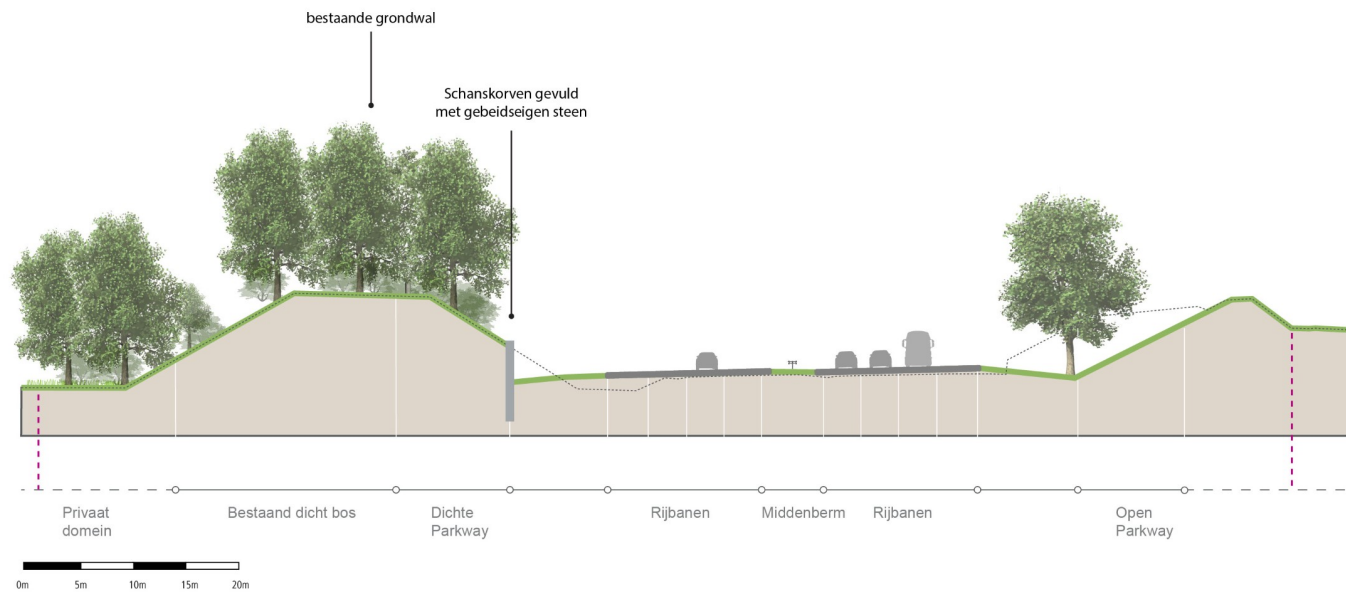 bestaande grondwal
Schanskorven gevuld
met gebeidseigen steen
Privaat
domein
Bestaand dicht bos
Dichte
Parkway
Rijbanen
Middenberm
Rijbanen
Open
Parkway
0m 5m 10m 15m 20m